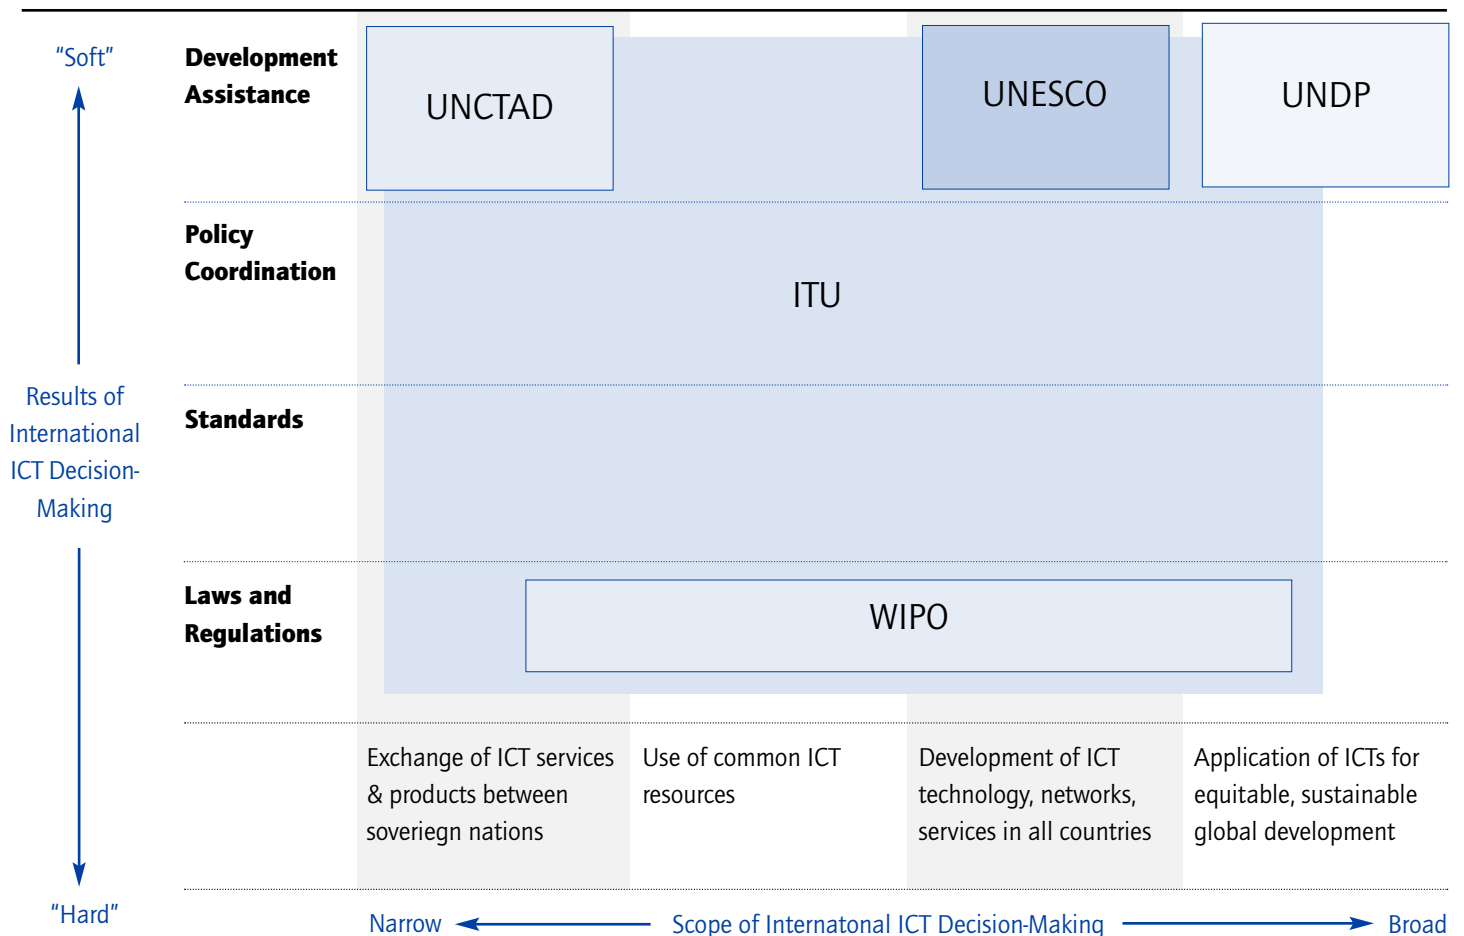 “Soft”
Development
Assistance
UNCTAD
UNESCO
UNDP
Policy
Coordination
ITU
Results of
International
ICT Decision-
Making
Standards
Laws and
Regulations
WIPO
Exchange of ICT services
& products between
soveriegn nations
Use of common ICT
resources
Development of ICT
technology, networks,
services in all countries
Application of ICTs for
equitable, sustainable
global development
“Hard”
Narrow
Scope of Internatonal ICT Decision-Making
Broad